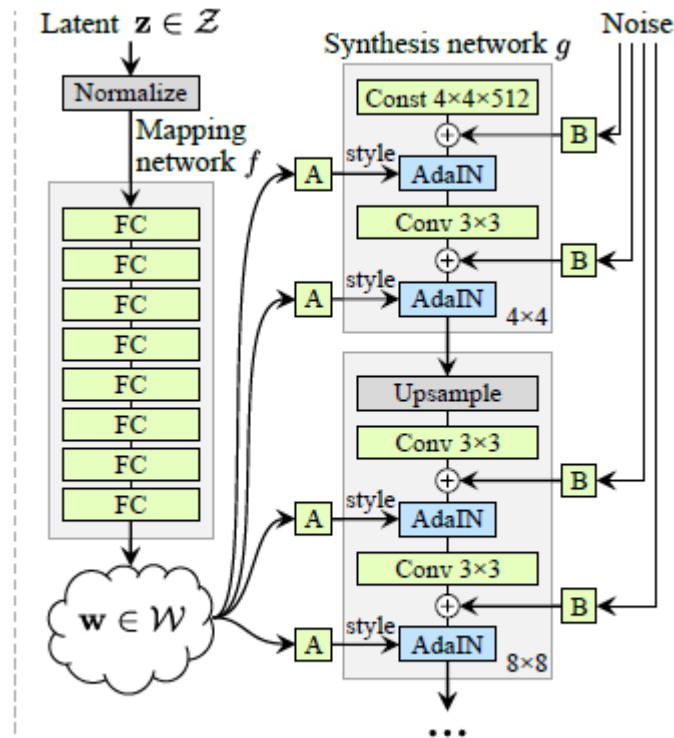 Latent z ∈ Z
Normalize
Mapping
network f
FC
FC
FC
FC
FC
FC
FC
FC
w ∈ W
Synthesis network g
Noise
Const 4×4×512
B
A
style
AdaIN
Conv 3×3
B
A
style
AdaIN
4×4
Upsample
Conv 3×3
B
A
style
AdaIN
Conv 3×3
B
A
style
AdaIN
8×8
...